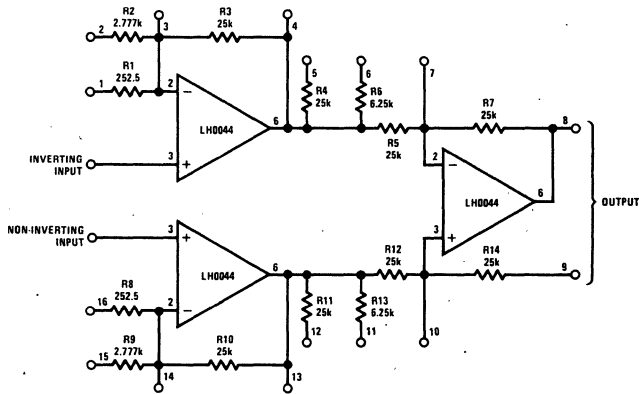 R2
2.777k
2
3
R3
25k
4
R1
252.5
1
2
−
LH0044
6
3
+
INVERTING
INPUT
5
R4
25k
6
R6
6.25k
R5
25k
7
R7
25k
8
2
−
LH0044
6
3
+
OUTPUT
NON-INVERTING
INPUT
3
+
LH0044
6
2
−
R8
252.5
16
R9
2.777k
15
14
R10
25k
13
R11
25k
12
R13
6.25k
11
R12
25k
10
R14
25k
9